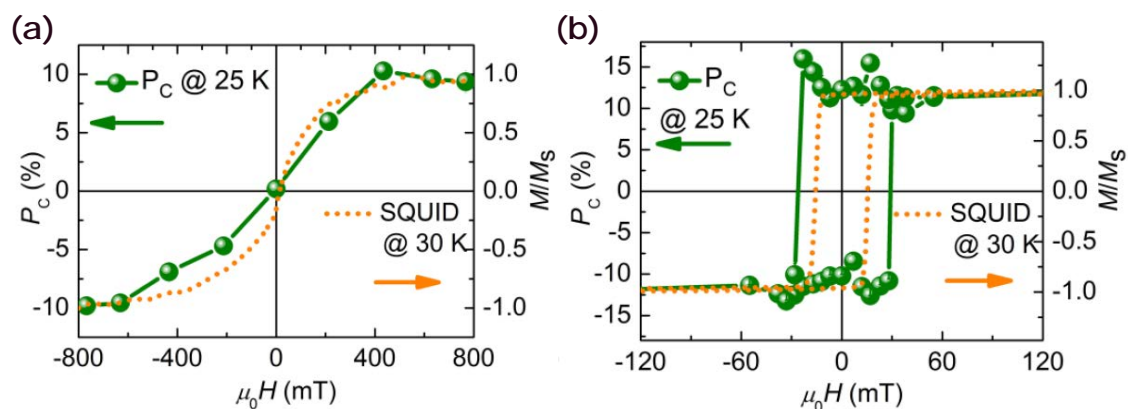 (a)
10
5
0
-5
-10
P_C (%)
P_C @ 25 K
SQUID
@ 30 K
1.0
0.5
0.0
-0.5
-1.0
M/M_S
-800
-400
0
400
800
μ₀H (mT)
(b)
15
10
5
0
-5
-10
-15
P_C (%)
P_C
@ 25 K
SQUID
@ 30 K
1.0
0.5
0.0
-0.5
-1.0
M/M_S
-120
-60
0
60
120
μ₀H (mT)